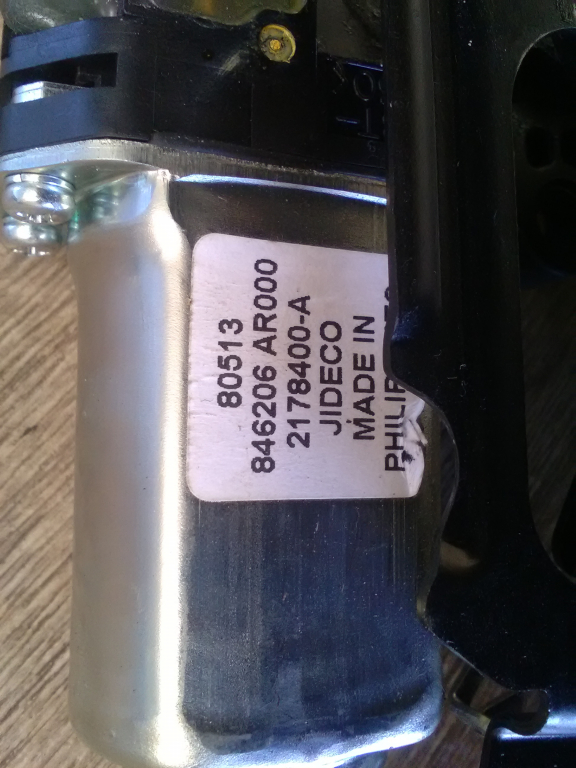 80513
846206 AR000
2178400-A
JIDECO
MADE IN